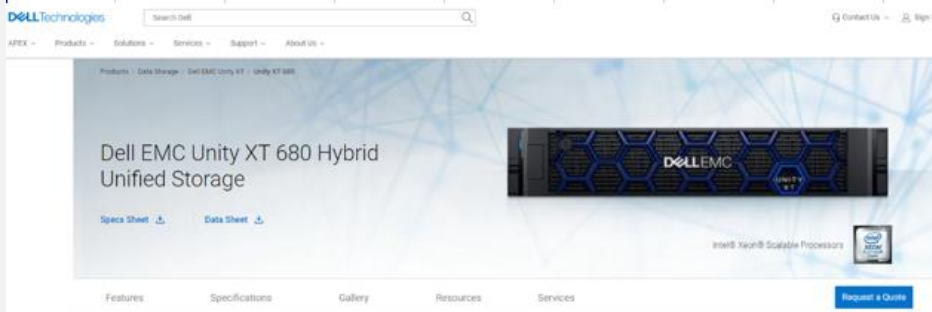 DELLTechnologies
Search Dell
Contact Us
Sign
APEX Products Solutions Services Support About Us
Products / Data Storage / Dell EMC Unity XT / Unity XT 680
Dell EMC Unity XT 680 Hybrid
Unified Storage
DELLEMC
UNITY
XT
Specs Sheet Data Sheet
Intel® Xeon® Scalable Processors
Features Specifications Gallery Resources Services
Request a Quote